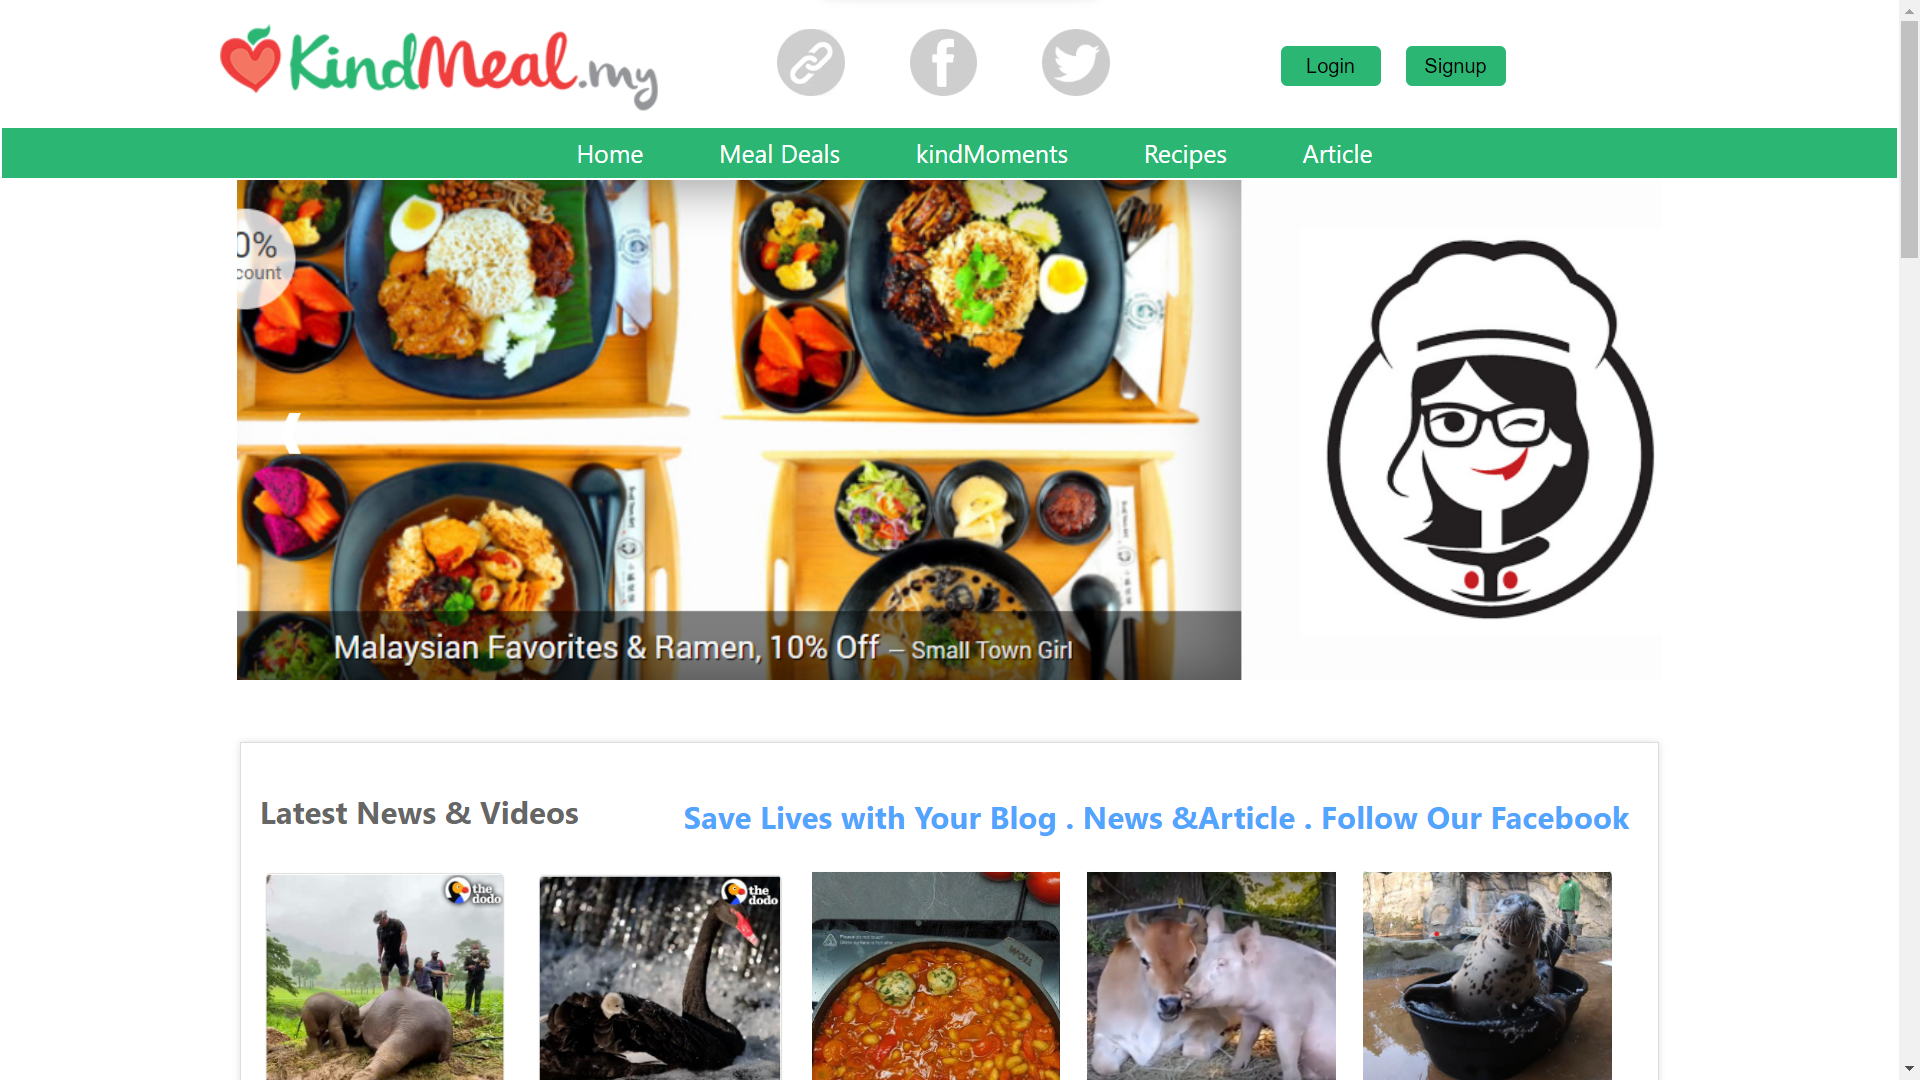 KindMeal.my
Login
Signup
Home
Meal Deals
kindMoments
Recipes
Article
0%
count
Malaysian Favorites & Ramen, 10% Off – Small Town Girl
Latest News & Videos
Save Lives with Your Blog . News &Article . Follow Our Facebook
the dodo
the dodo